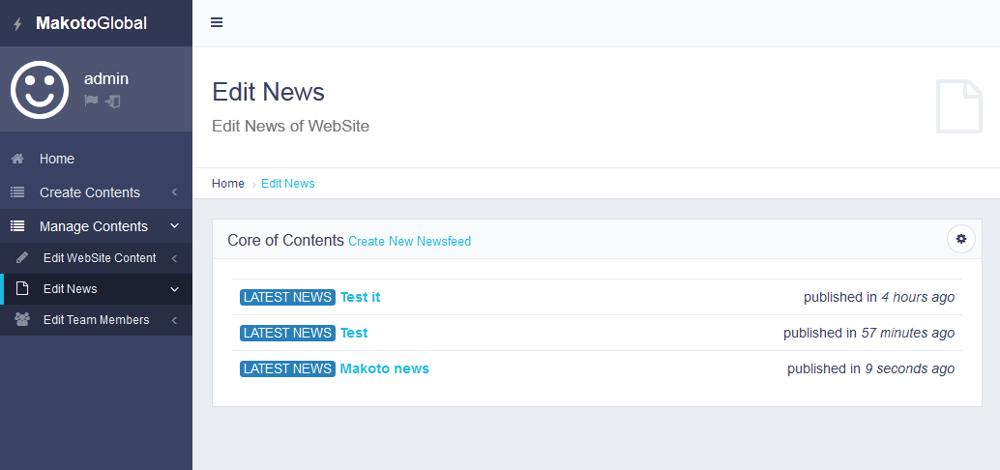 MakotoGlobal
admin
Home
Create Contents
Manage Contents
Edit WebSite Content
Edit News
Edit Team Members
Edit News
Edit News of WebSite
Home › Edit News
Core of Contents Create New Newsfeed
LATEST NEWS Test it published in 4 hours ago
LATEST NEWS Test published in 57 minutes ago
LATEST NEWS Makoto news published in 9 seconds ago